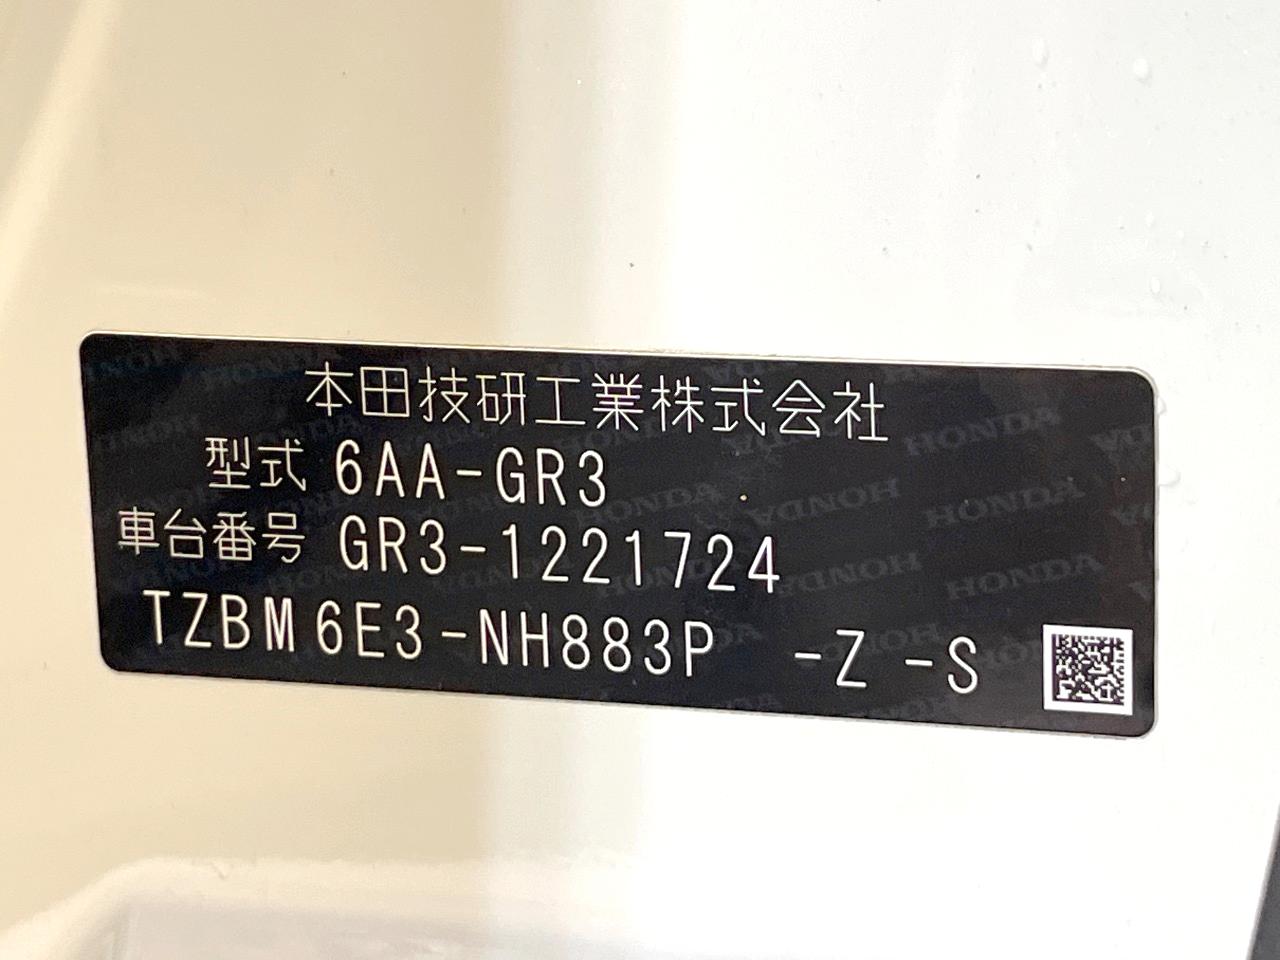 本田技研工業株式会社
型式 6AA-GR3
車台番号 GR3-1221724
TZBM6E3-NH883P -Z -S